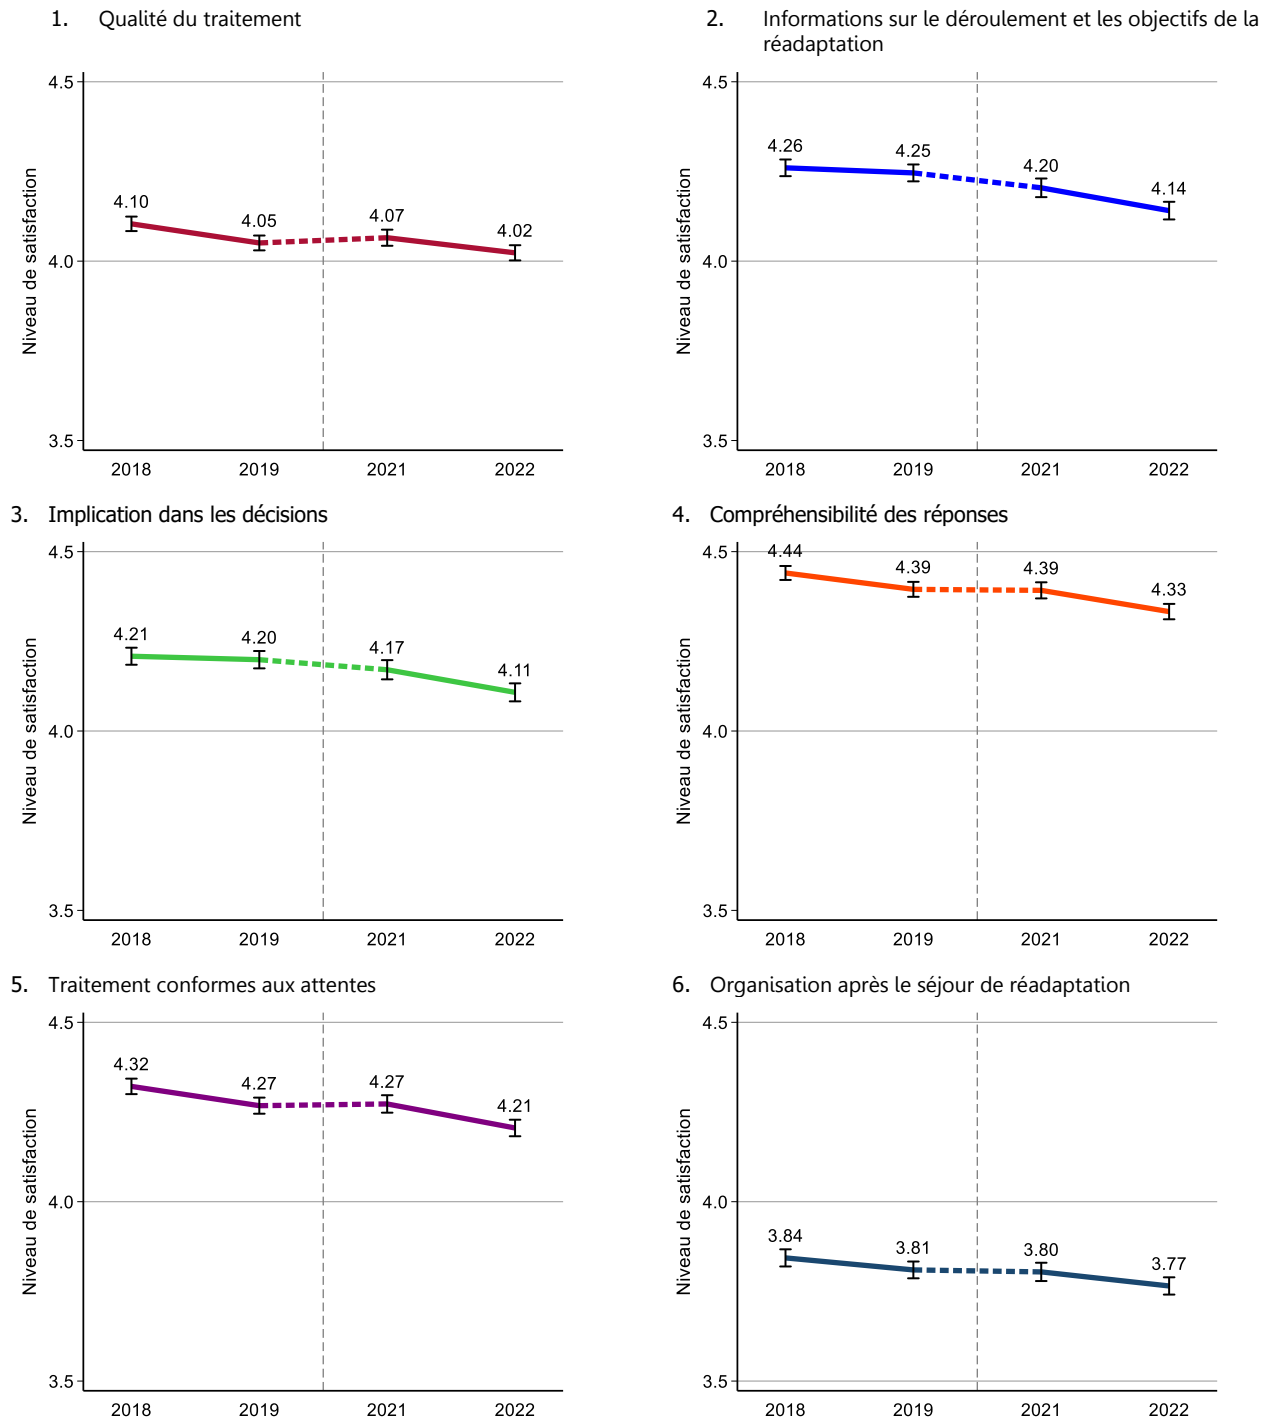 1. Qualité du traitement
4.5
4.0
3.5
Niveau de satisfaction
4.10
4.05
4.07
4.02
2018 2019 2021 2022
2. Informations sur le déroulement et les objectifs de la
réadaptation
4.5
4.0
3.5
Niveau de satisfaction
4.26
4.25
4.20
4.14
2018 2019 2021 2022
3. Implication dans les décisions
4.5
4.0
3.5
Niveau de satisfaction
4.21
4.20
4.17
4.11
2018 2019 2021 2022
4. Compréhensibilité des réponses
4.5
4.0
3.5
Niveau de satisfaction
4.44
4.39
4.39
4.33
2018 2019 2021 2022
5. Traitement conformes aux attentes
4.5
4.0
3.5
Niveau de satisfaction
4.32
4.27
4.27
4.21
2018 2019 2021 2022
6. Organisation après le séjour de réadaptation
4.5
4.0
3.5
Niveau de satisfaction
3.84
3.81
3.80
3.77
2018 2019 2021 2022